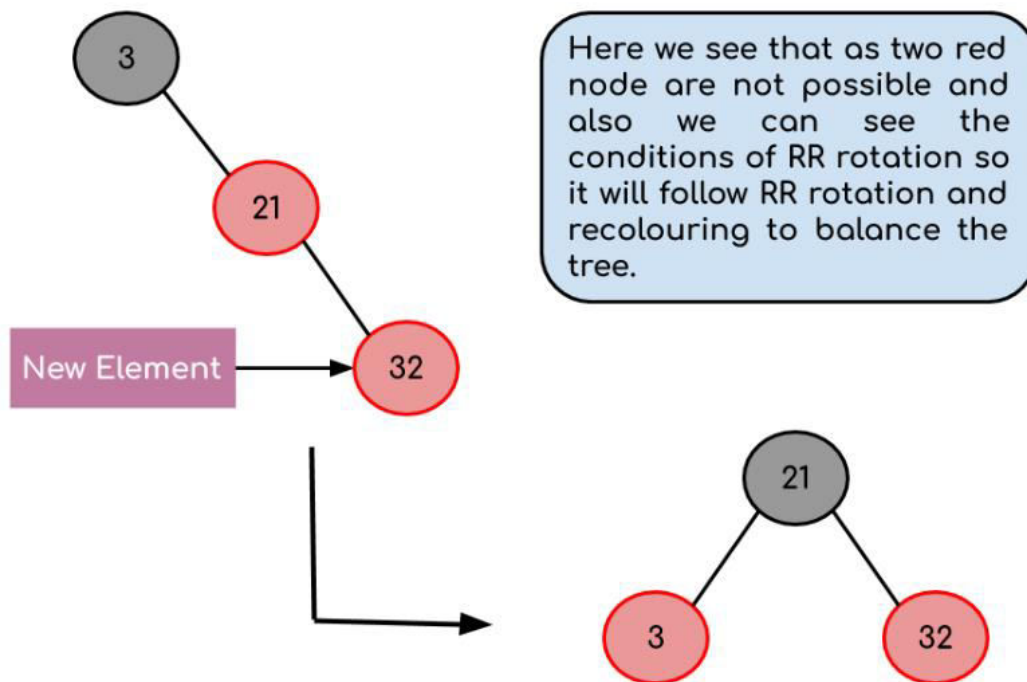 3
Here we see that as two red
node are not possible and
also we can see the
conditions of RR rotation so
it will follow RR rotation and
recolouring to balance the
tree.
21
New Element
32
21
3
32